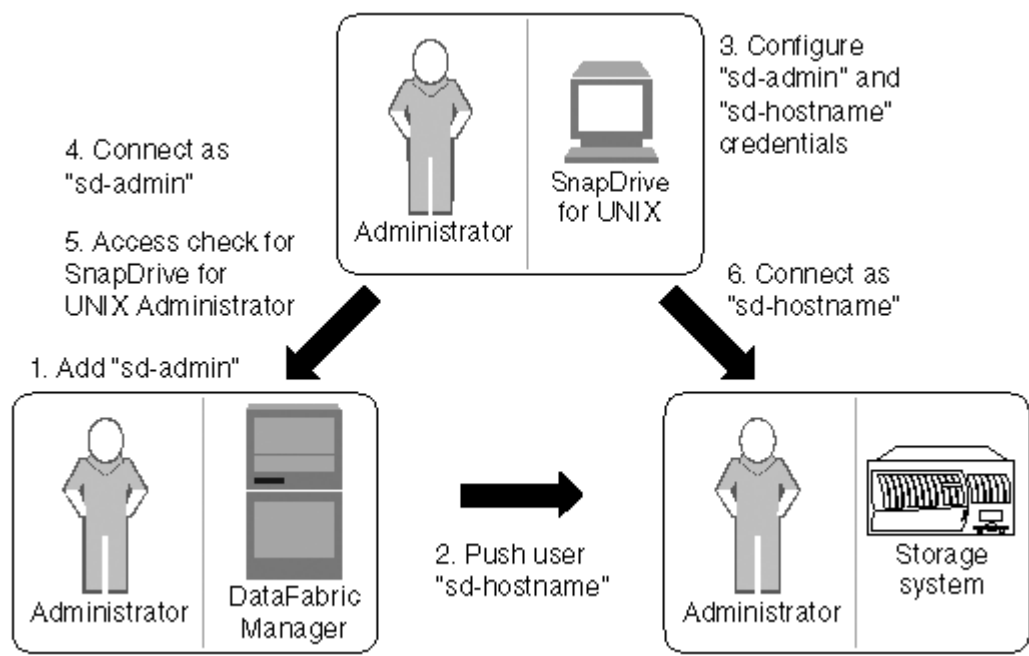 3. Configure
"sd-admin" and
"sd-hostname"
credentials
4. Connect as
"sd-admin"
SnapDrive
for UNIX
Administrator
5. Access check for
SnapDrive for
UNIX Administrator
6. Connect as
"sd-hostname"
1. Add "sd-admin"
2. Push user
"sd-hostname"
Administrator
DataFabric
Manager
Administrator
Storage
system